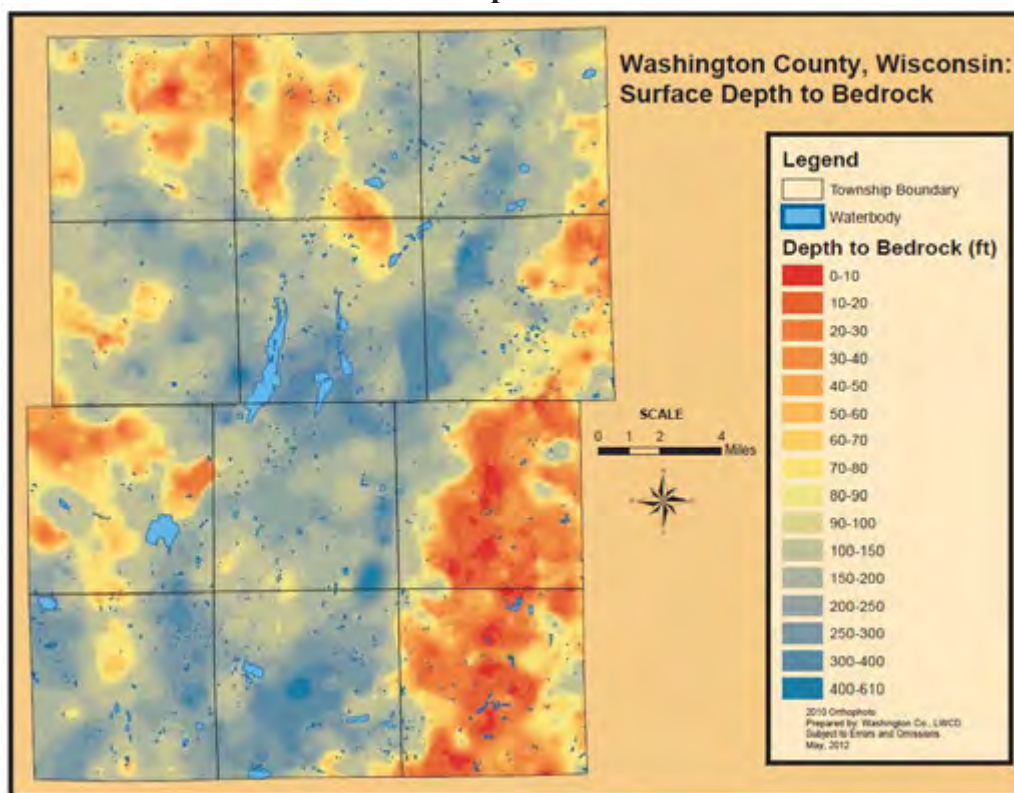 Washington County, Wisconsin:
Surface Depth to Bedrock
Legend
Township Boundary
Waterbody
Depth to Bedrock (ft)
0-10
10-20
20-30
30-40
40-50
50-60
60-70
70-80
80-90
90-100
100-150
150-200
200-250
250-300
300-400
400-610
SCALE
0 1 2 4
Miles
2010 Orthophoto
Prepared by: Washington Co., LWCD
Subject to Errors and Omissions
May, 2012